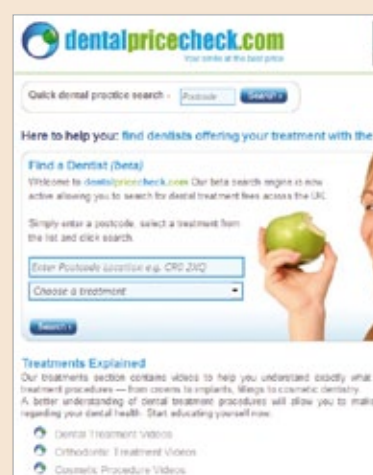 dentalpricecheck.com
Your smile at the best price
Quick dental practice search - Postcode Search
Here to help you: find dentists offering your treatment with the
Find a Dentist (beta)
Welcome to dentalpricecheck.com Our beta search engine is now
active allowing you to search for dental treatment fees across the UK.
Simply enter a postcode, select a treatment from
the list and click search.
Enter Postcode Location e.g. CR0 2XQ
Choose a treatment
Search
Treatments Explained
Our treatments section contains videos to help you understand exactly what
treatment procedures — from crowns to implants, fillings to cosmetic dentistry.
A better understanding of dental treatment procedures will allow you to make
regarding your dental health. Start educating yourself now.
Dental Treatment Videos
Orthodontic Treatment Videos
Cosmetic Procedure Videos